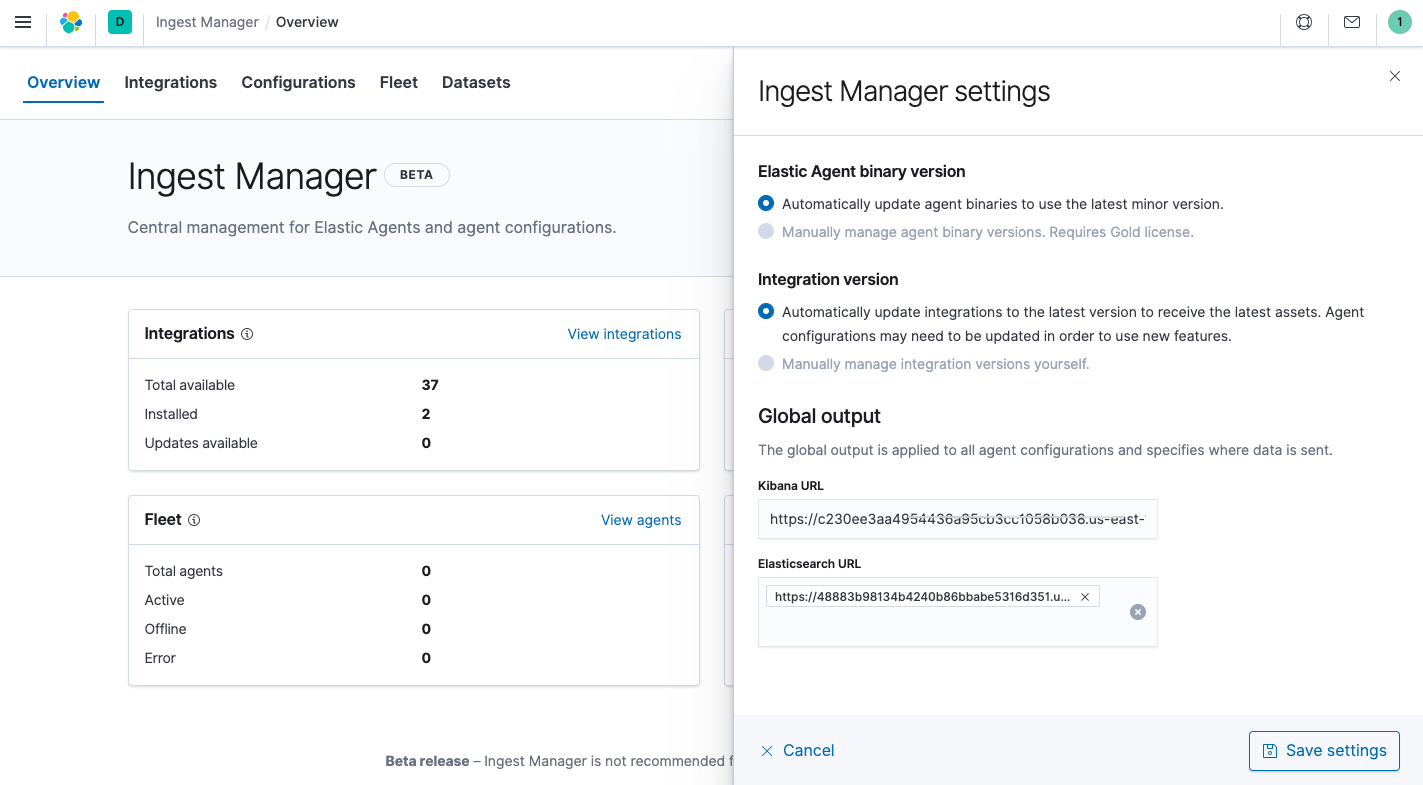 D Ingest Manager / Overview 1
Overview Integrations Configurations Fleet Datasets
Ingest Manager BETA
Central management for Elastic Agents and agent configurations.
Integrations View integrations
Total available 37
Installed 2
Updates available 0
Fleet View agents
Total agents 0
Active 0
Offline 0
Error 0
Beta release – Ingest Manager is not recommended f
Ingest Manager settings
Elastic Agent binary version
Automatically update agent binaries to use the latest minor version.
Manually manage agent binary versions. Requires Gold license.
Integration version
Automatically update integrations to the latest version to receive the latest assets. Agent
configurations may need to be updated in order to use new features.
Manually manage integration versions yourself.
Global output
The global output is applied to all agent configurations and specifies where data is sent.
Kibana URL
https://c230ee3aa4954436a95cb3cc1058b038.us-east-
Elasticsearch URL
https://48883b98134b4240b86bbabe5316d351.u...
Cancel
Save settings